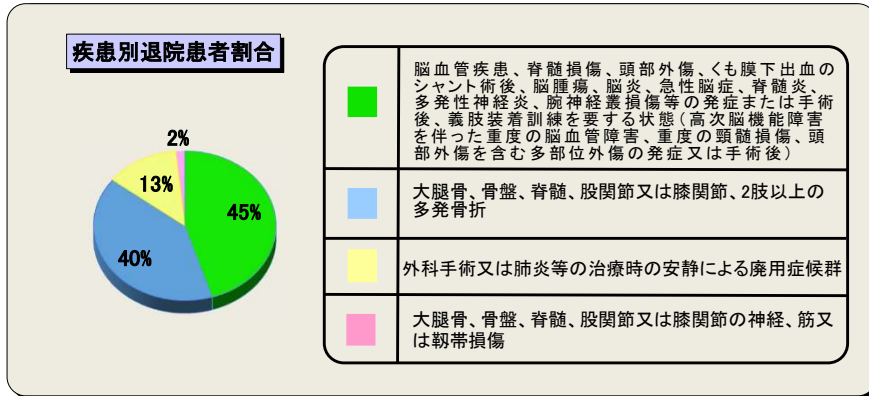 疾患別退院患者割合
2%
13%
45%
40%
脳血管疾患、脊髄損傷、頭部外傷、くも膜下出血の
シャント術後、脳腫瘍、脳炎、急性脳症、脊髄炎、
多発性神経炎、腕神経叢損傷等の発症または手術
後、義肢装着訓練を要する状態（高次脳機能障害
を伴った重度の脳血管障害、重度の頸髄損傷、頭
部外傷を含む多部位外傷の発症又は手術後）
大腿骨、骨盤、脊髄、股関節又は膝関節、2肢以上の
多発骨折
外科手術又は肺炎等の治療時の安静による廃用症候群
大腿骨、骨盤、脊髄、股関節又は膝関節の神経、筋又
は靱帯損傷